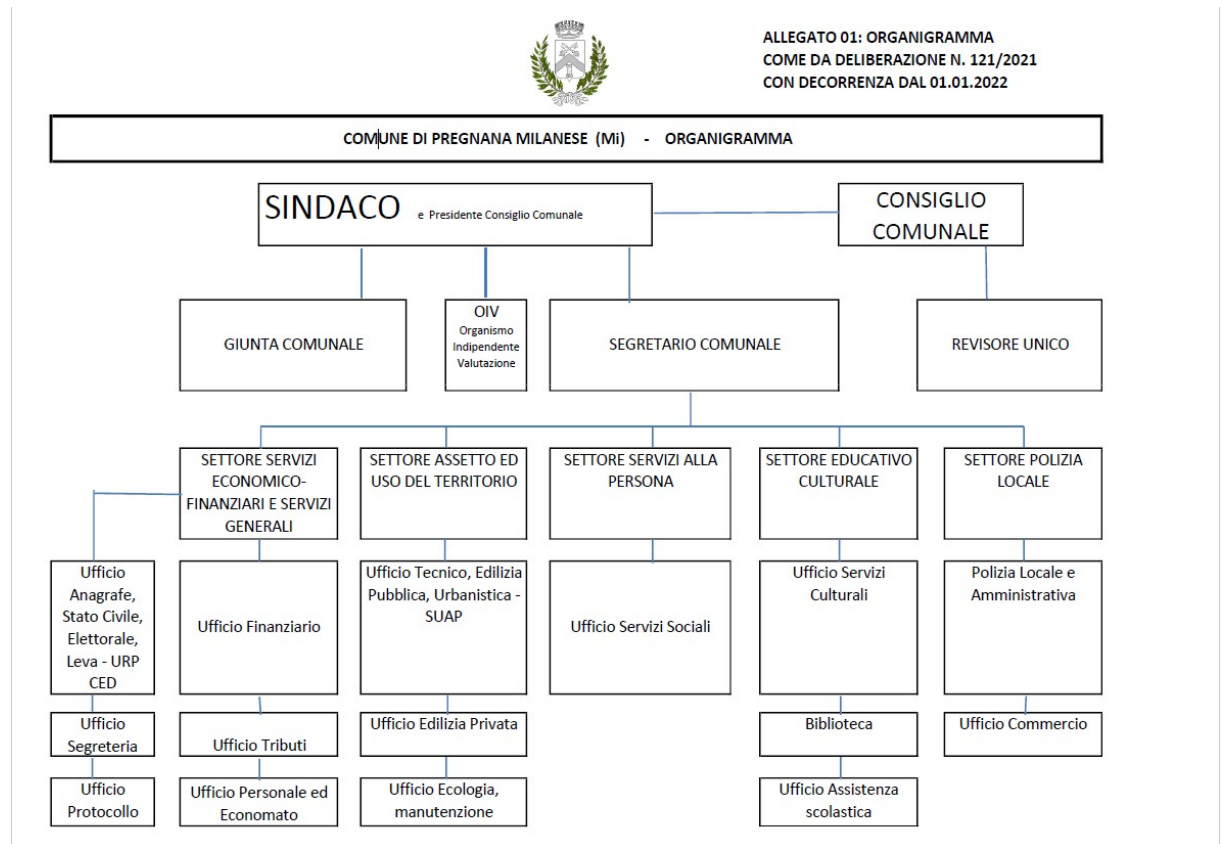 ALLEGATO 01: ORGANIGRAMMA
COME DA DELIBERAZIONE N. 121/2021
CON DECORRENZA DAL 01.01.2022
COMUNE DI PREGNANA MILANESE (Mi) - ORGANIGRAMMA
SINDACO e Presidente Consiglio Comunale
CONSIGLIO
COMUNALE
GIUNTA COMUNALE
OIV
Organismo
Indipendente
Valutazione
SEGRETARIO COMUNALE
REVISORE UNICO
SETTORE SERVIZI
ECONOMICO-
FINANZIARI E SERVIZI
GENERALI
SETTORE ASSETTO ED
USO DEL TERRITORIO
SETTORE SERVIZI ALLA
PERSONA
SETTORE EDUCATIVO
CULTURALE
SETTORE POLIZIA
LOCALE
Ufficio
Anagrafe,
Stato Civile,
Elettorale,
Leva - URP
CED
Ufficio Finanziario
Ufficio Tecnico, Edilizia
Pubblica, Urbanistica -
SUAP
Ufficio Servizi Sociali
Ufficio Servizi
Culturali
Polizia Locale e
Amministrativa
Ufficio
Segreteria
Ufficio Tributi
Ufficio Edilizia Privata
Biblioteca
Ufficio Commercio
Ufficio
Protocollo
Ufficio Personale ed
Economato
Ufficio Ecologia,
manutenzione
Ufficio Assistenza
scolastica